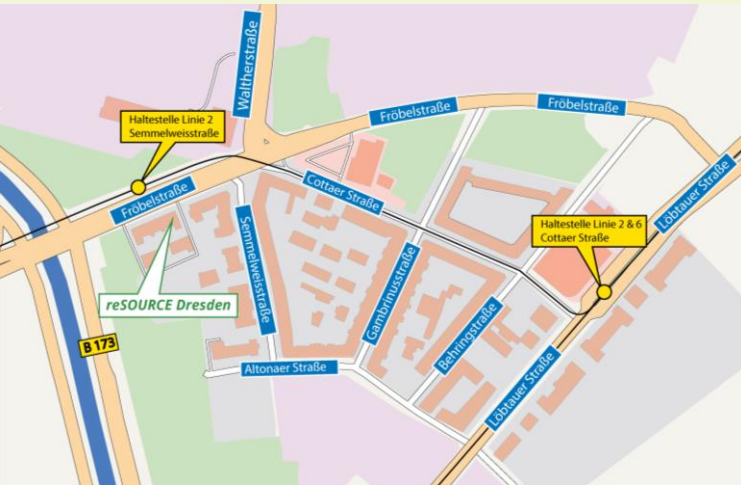 Waltherstraße
Fröbelstraße
Fröbelstraße
Haltestelle Linie 2
Semmelweisstraße
Löbtauer Straße
Cottaer Straße
Fröbelstraße
Haltestelle Linie 2 & 6
Cottaer Straße
Semmelweisstraße
Gambrinusstraße
reSOURCE Dresden
Behringstraße
B 173
Altonaer Straße
Löbtauer Straße